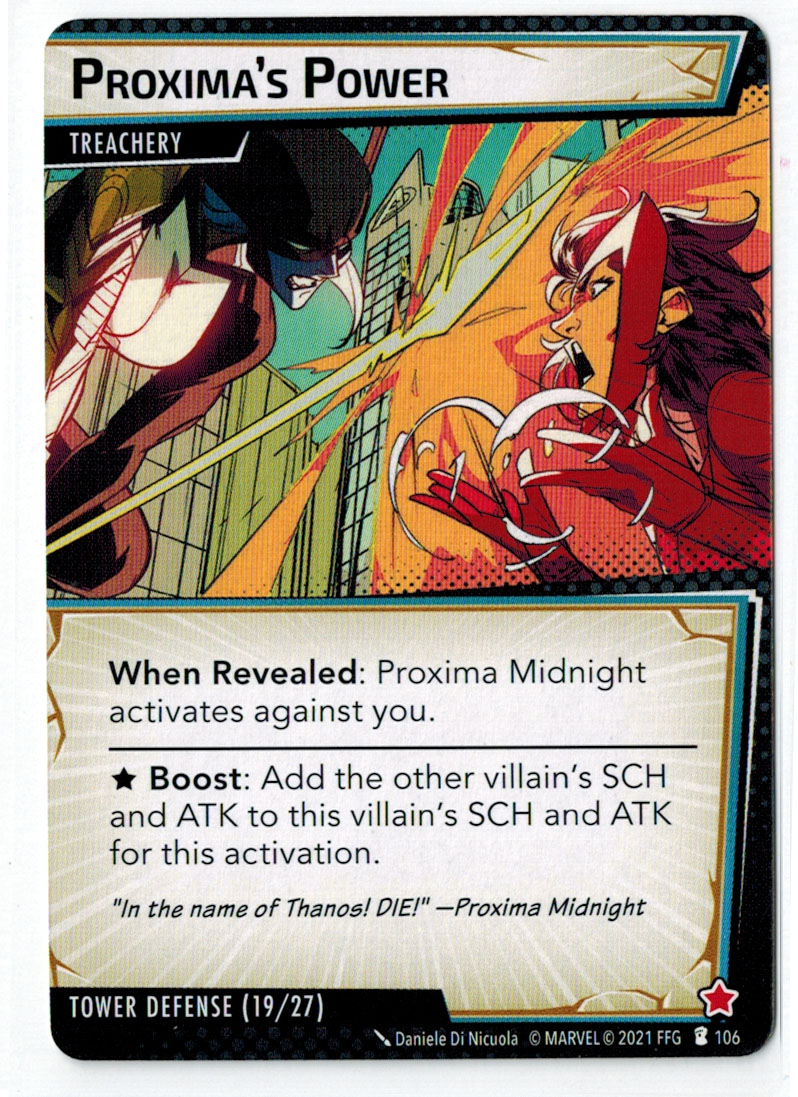 PROXIMA'S POWER
TREACHERY
When Revealed: Proxima Midnight
activates against you.
★ Boost: Add the other villain's SCH
and ATK to this villain's SCH and ATK
for this activation.
"In the name of Thanos! DIE!" —Proxima Midnight
TOWER DEFENSE (19/27)
Daniele Di Nicuola © MARVEL © 2021 FFG 106